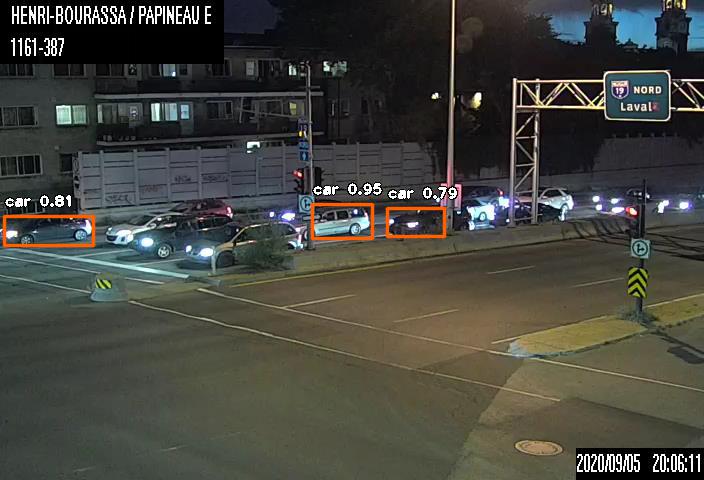 HENRI-BOURASSA / PAPINEAU E
1161-387
19 NORD
Laval
car 0.81
car 0.95
car 0.79
2020/09/05 20:06:11